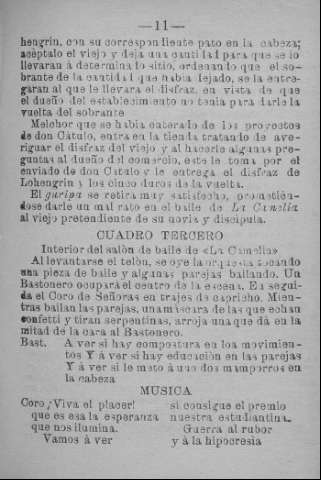 —11—
hengrin, con su correspondiente pato en la cabeza;
acéptalo el viejo y deja una cantidad para que se lo
llevaran à determinado sitio, ordenando que el so-
brante de la cantidad que había dejado, se la entre-
garán al que le llevara el disfraz, en vista de que
el dueño del establecimiento no tenía para darle la
vuelta del sobrante
Melchor que se había enterado de los proyectos
de don Cátulo, entra en la tienda tratando de ave-
riguar el disfraz del viejo y al hacerle algunas pre-
guntas al dueño del comercio, este le toma por el
enviado de don Cátulo y le entrega el disfraz de
Lohengrin y los cinco duros de la vuelta.
El guripa se retira muy satisfecho, prometién-
dose darle un mal rato en el baile de La Camelia
al viejo pretendiente de su novia y discipula.
CUADRO TERCERO
Interior del salòn de baile de «La Camelia»
Al levantarse el telòn, se oye la orquesta tocando
una pieza de baile y algunas parejas bailando. Un
Bastonero ocupará el centro de la escena. En segui-
da el Coro de Señoras en trajes de capricho. Mien-
tras bailan las parejas, una máscara de las que echan
confetti y tiran serpentinas, arroja una que dá en la
mitad de la cara al Bastonero.
Bast. A ver si hay compostura en los movimien-
tos Y à ver si hay educaciòn en las parejas
Y à ver si le meto à uno dos mamporros en
la cabeza
MUSICA
Coro ¡Viva el placer!
que es esa la esperanza
que nos ilumina.
Vamos à ver
si consigue el premio
nuestra estudiantina.
Guerra al rubor
y à la hipocresia